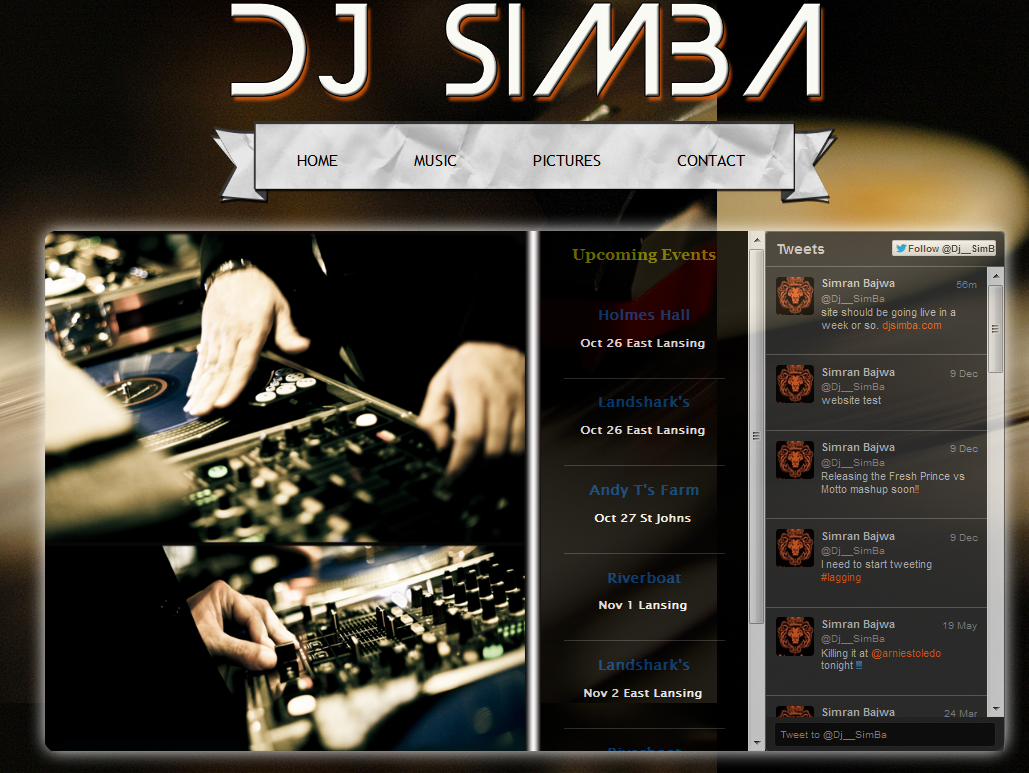 DJ SIMBA
HOME MUSIC PICTURES CONTACT
Upcoming Events
Holmes Hall
Oct 26 East Lansing
Landshark's
Oct 26 East Lansing
Andy T's Farm
Oct 27 St Johns
Riverboat
Nov 1 Lansing
Landshark's
Nov 2 East Lansing
Riverboat
Tweets Follow @Dj__SimB
Simran Bajwa 56m
@Dj__SimBa
site should be going live in a
week or so. djsimba.com
Simran Bajwa 9 Dec
@Dj__SimBa
website test
Simran Bajwa 9 Dec
@Dj__SimBa
Releasing the Fresh Prince vs
Motto mashup soon!!
Simran Bajwa 9 Dec
@Dj__SimBa
I need to start tweeting
#lagging
Simran Bajwa 19 May
@Dj__SimBa
Killing it at @arniestoledo
tonight !!!
Simran Bajwa 24 Mar
Tweet to @Dj__SimBa